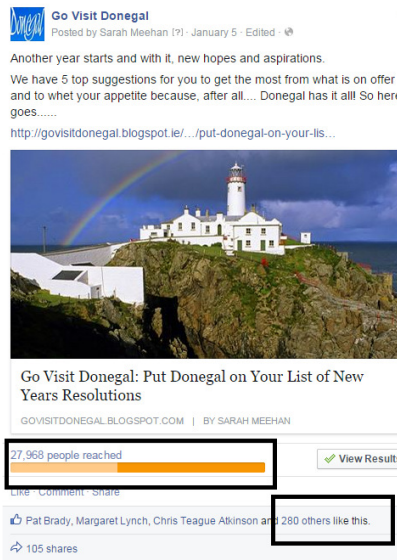 Donegal
Go Visit Donegal
Posted by Sarah Meehan [?] · January 5 · Edited ·
Another year starts and with it, new hopes and aspirations.
We have 5 top suggestions for you to get the most from what is on offer
and to whet your appetite because, after all.... Donegal has it all! So here
goes......
http://govisitdonegal.blogspot.ie/.../put-donegal-on-your-lis...
Go Visit Donegal: Put Donegal on Your List of New
Years Resolutions
GOVISITDONEGAL.BLOGSPOT.COM | BY SARAH MEEHAN
27,968 people reached
View Results
Like · Comment · Share
Pat Brady, Margaret Lynch, Chris Teague Atkinson and 280 others like this.
105 shares